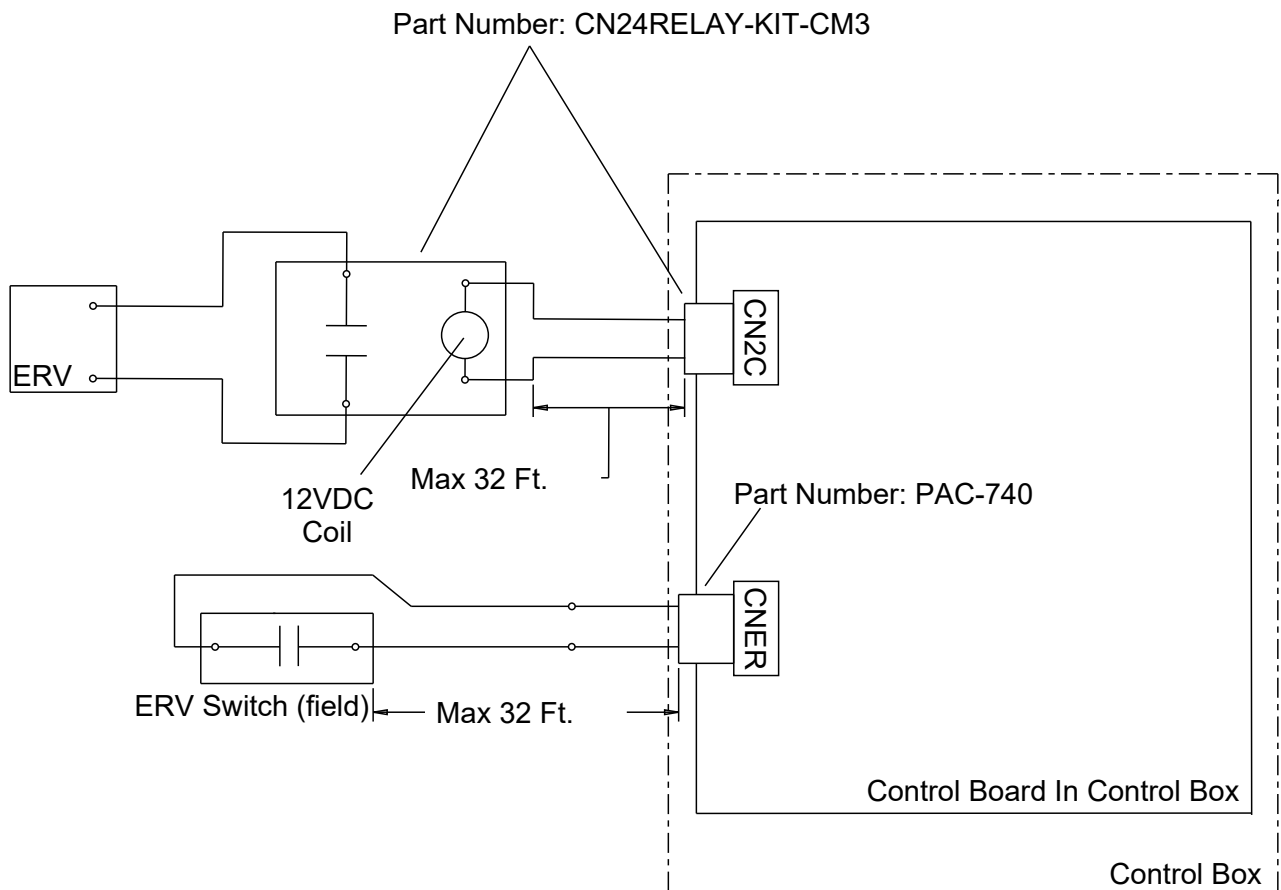 Part Number: CN24RELAY-KIT-CM3
CN2C
ERV
Max 32 Ft.
12VDC
Coil
Part Number: PAC-740
CNER
ERV Switch (field)
Max 32 Ft.
Control Board In Control Box
Control Box